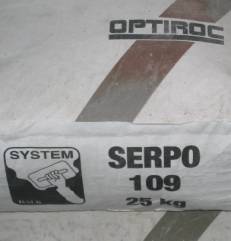 OPTIROC
SYSTEM
SERPO
109
25 kg